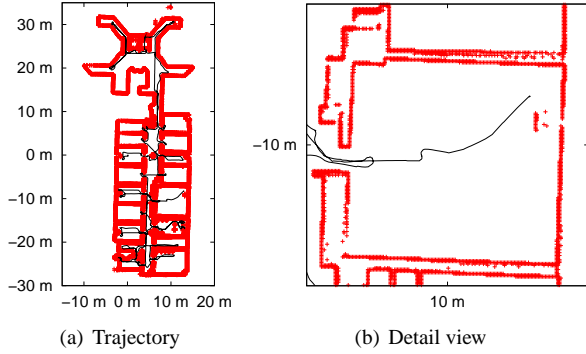 30 m
20 m
10 m
0 m
−10 m
−20 m
−30 m
−10 m 0 m 10 m 20 m
(a) Trajectory
−10 m
10 m
(b) Detail view